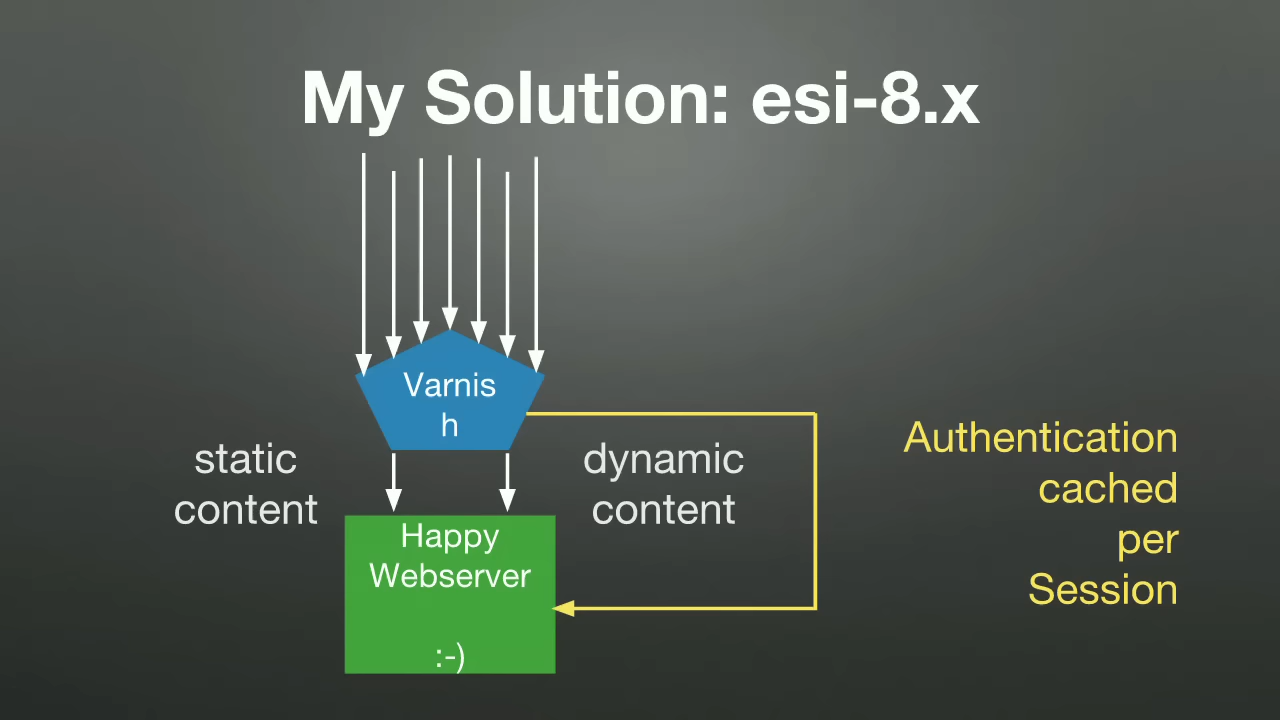 My Solution: esi-8.x
Varnis
h
static
content
dynamic
content
Happy
Webserver
:-)
Authentication
cached
per
Session